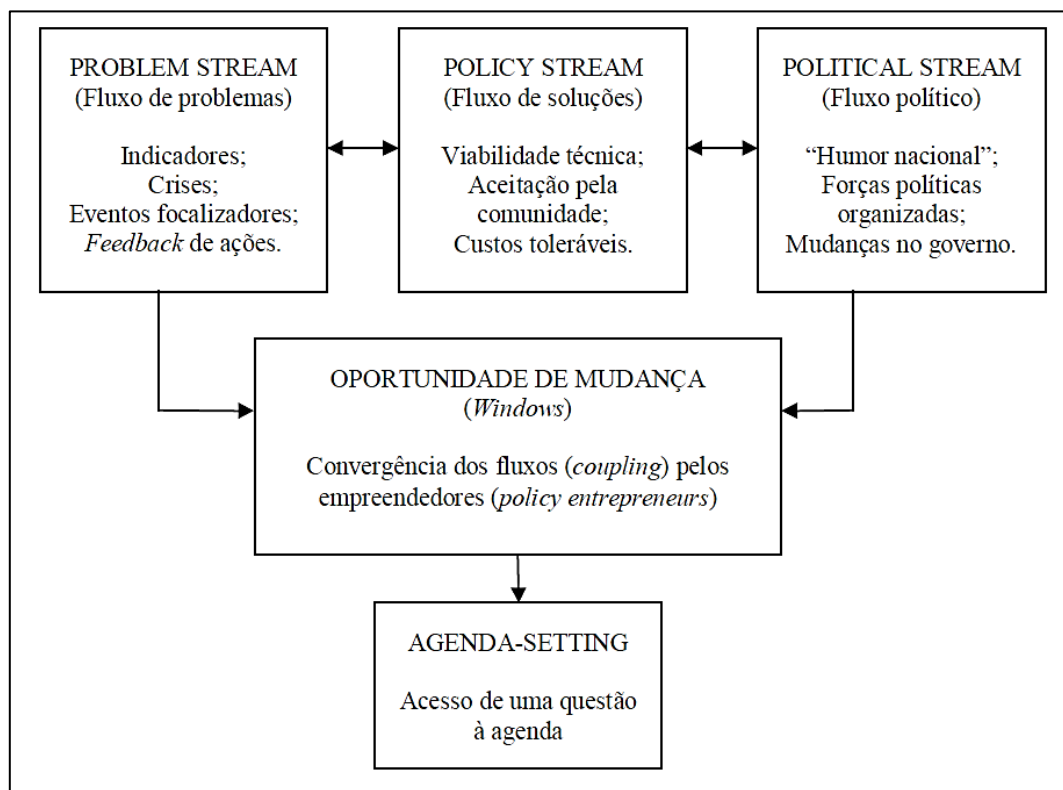 PROBLEM STREAM
(Fluxo de problemas)
Indicadores;
Crises;
Eventos focalizadores;
Feedback de ações.
POLICY STREAM
(Fluxo de soluções)
Viabilidade técnica;
Aceitação pela
comunidade;
Custos toleráveis.
POLITICAL STREAM
(Fluxo político)
“Humor nacional”;
Forças políticas
organizadas;
Mudanças no governo.
OPORTUNIDADE DE MUDANÇA
(Windows)
Convergência dos fluxos (coupling) pelos
empreendedores (policy entrepreneurs)
AGENDA-SETTING
Acesso de uma questão
à agenda